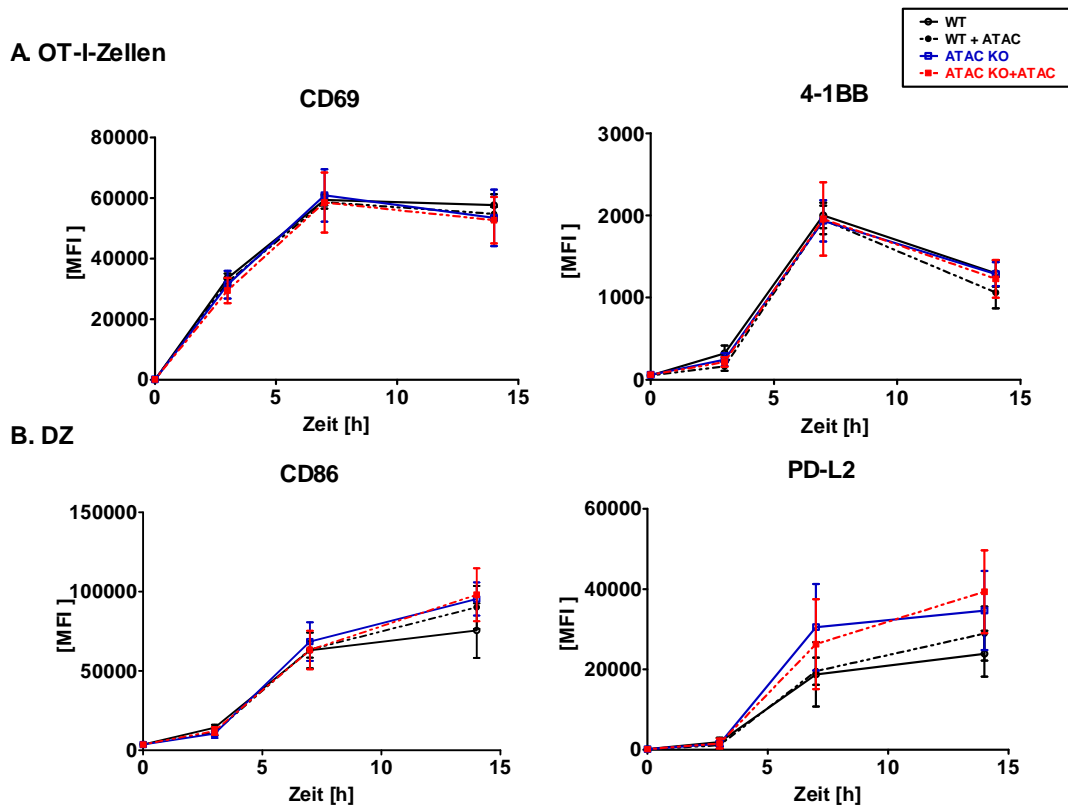 WT
WT + ATAC
ATAC KO
ATAC KO+ATAC
A. OT-I-Zellen
CD69
80000
60000
40000
20000
0
[MFI]
0 5 10 15
Zeit [h]
4-1BB
3000
2000
1000
0
[MFI]
0 5 10 15
Zeit [h]
B. DZ
CD86
150000
100000
50000
0
[MFI]
0 5 10 15
Zeit [h]
PD-L2
60000
40000
20000
0
[MFI]
0 5 10 15
Zeit [h]